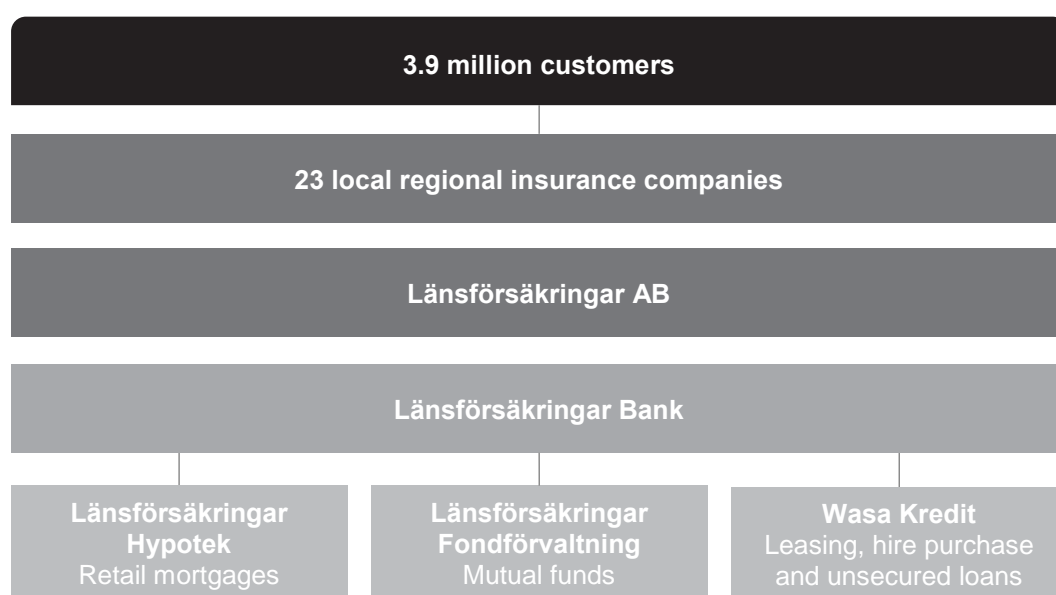 3.9 million customers
23 local regional insurance companies
Länsförsäkringar AB
Länsförsäkringar Bank
Länsförsäkringar
Hypotek
Retail mortgages
Länsförsäkringar
Fondförvaltning
Mutual funds
Wasa Kredit
Leasing, hire purchase
and unsecured loans